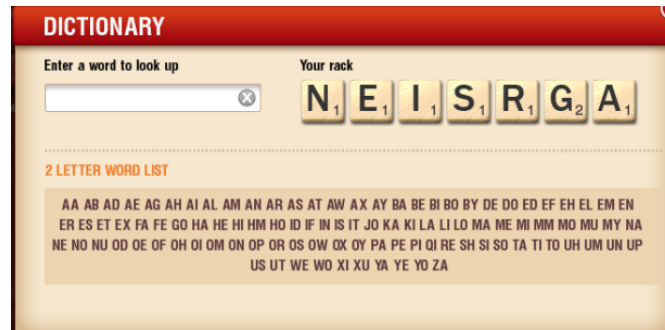 DICTIONARY
Enter a word to look up
Your rack
N1 E1 I1 S1 R1 G2 A1
2 LETTER WORD LIST
AA AB AD AE AG AH AI AL AM AN AR AS AT AW AX AY BA BE BI BO BY DE DO ED EF EH EL EM EN
ER ES ET EX FA FE GO HA HE HI HM HO ID IF IN IS IT JO KA KI LA LI LO MA ME MI MM MO MU MY NA
NE NO NU OD OE OF OH OI OM ON OP OR OS OW OX OY PA PE PI QI RE SH SI SO TA TI TO UH UM UN UP
US UT WE WO XI XU YA YE YO ZA